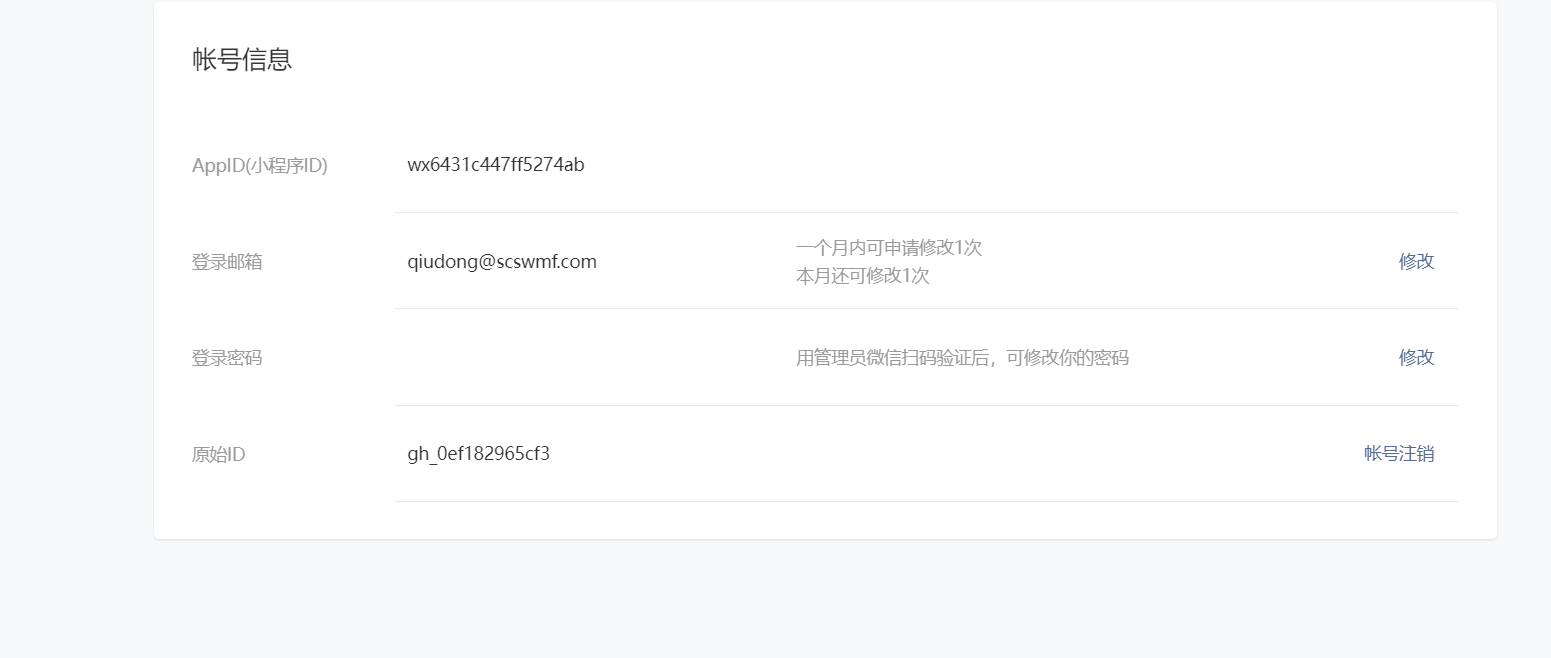 帐号信息
AppID(小程序ID) wx6431c447ff5274ab
登录邮箱 qiudong@scswmf.com 一个月内可申请修改1次
本月还可修改1次 修改
登录密码 用管理员微信扫码验证后，可修改你的密码 修改
原始ID gh_0ef182965cf3 帐号注销